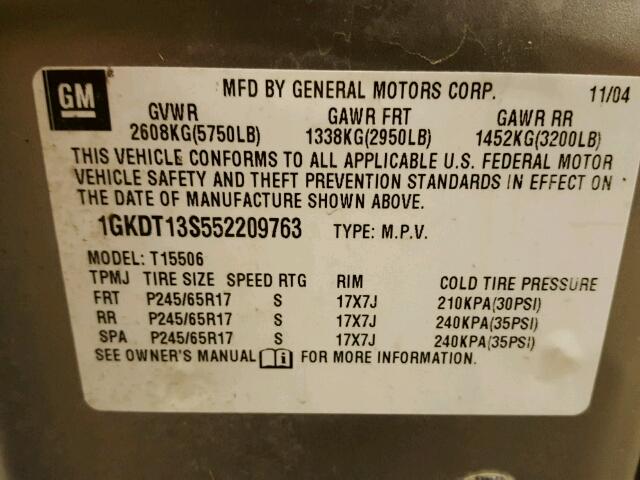 GM
MFD BY GENERAL MOTORS CORP. 11/04
GVWR GAWR FRT GAWR RR
2608KG(5750LB) 1338KG(2950LB) 1452KG(3200LB)
THIS VEHICLE CONFORMS TO ALL APPLICABLE U.S. FEDERAL MOTOR
VEHICLE SAFETY AND THEFT PREVENTION STANDARDS IN EFFECT ON
THE DATE OF MANUFACTURE SHOWN ABOVE.
1GKDT13S552209763 TYPE: M.P.V.
MODEL: T15506
TPMJ TIRE SIZE SPEED RTG RIM COLD TIRE PRESSURE
FRT P245/65R17 S 17X7J 210KPA(30PSI)
RR P245/65R17 S 17X7J 240KPA(35PSI)
SPA P245/65R17 S 17X7J 240KPA(35PSI)
SEE OWNER'S MANUAL FOR MORE INFORMATION.